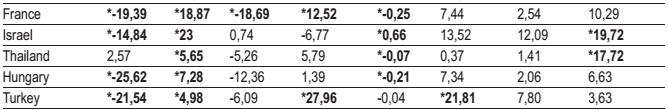 France *-19,39 *18,87 *-18,69 *12,52 *-0,25 7,44 2,54 10,29
Israel *-14,84 *23 0,74 -6,77 *0,66 13,52 12,09 *19,72
Thailand 2,57 *5,65 -5,26 5,79 *-0,07 0,37 1,41 *17,72
Hungary *-25,62 *7,28 -12,36 1,39 *-0,21 7,34 2,06 6,63
Turkey *-21,54 *4,98 -6,09 *27,96 -0,04 *21,81 7,80 3,63